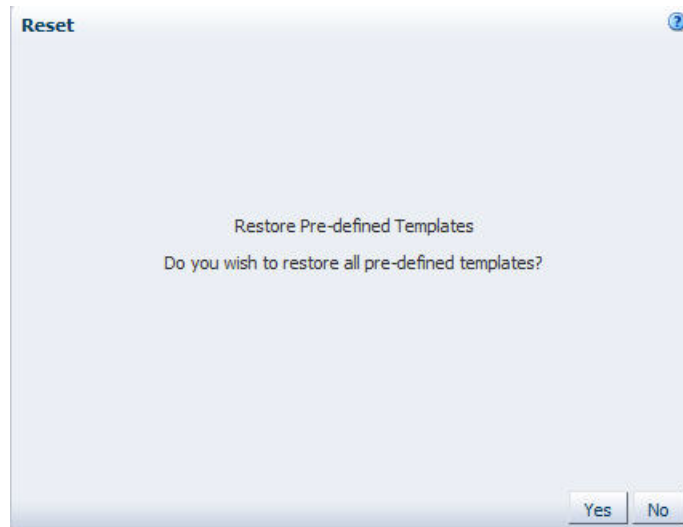 Reset
?
Restore Pre-defined Templates
Do you wish to restore all pre-defined templates?
Yes No